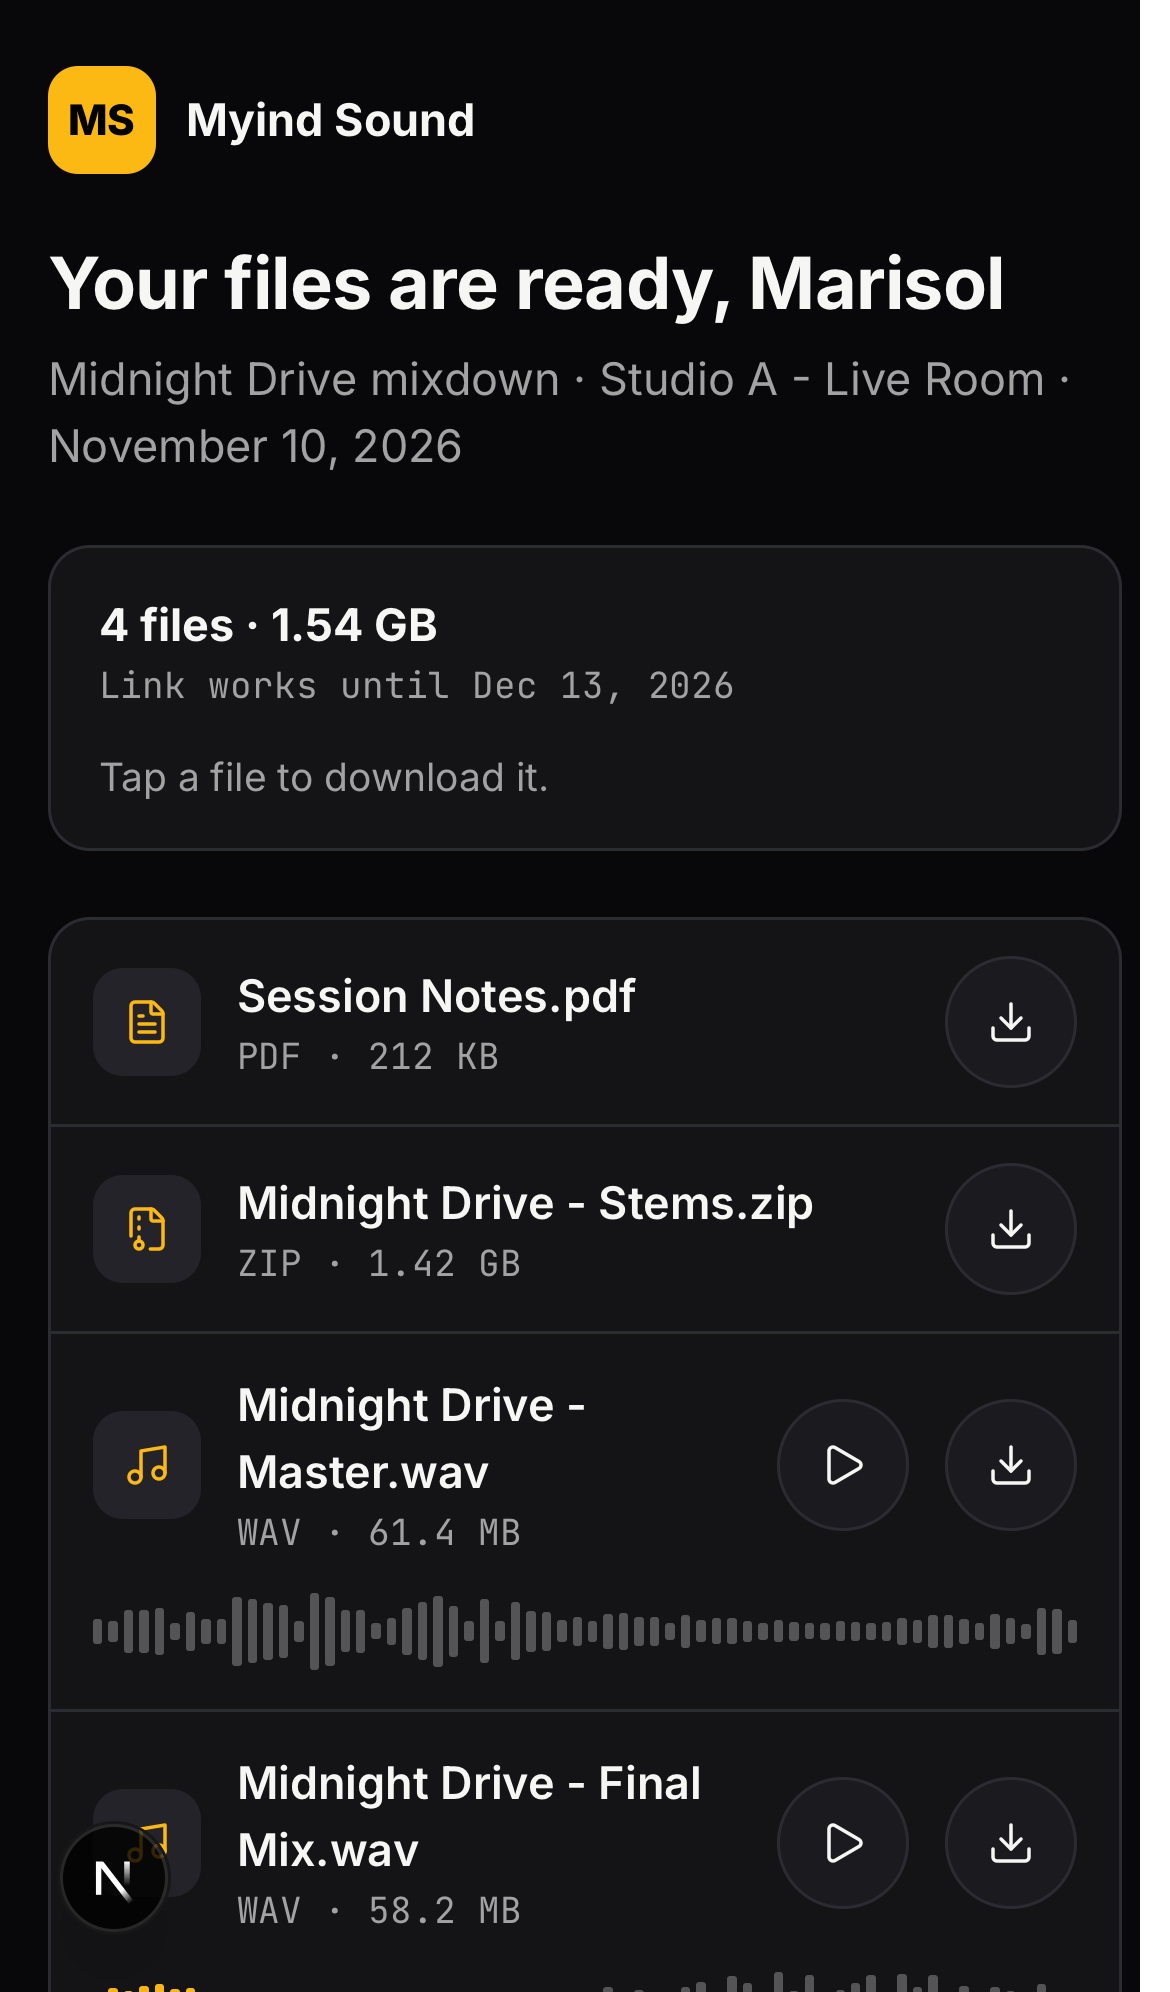 MS
Myind Sound
Your files are ready, Marisol
Midnight Drive mixdown · Studio A - Live Room ·
November 10, 2026
4 files · 1.54 GB
Link works until Dec 13, 2026
Tap a file to download it.
Session Notes.pdf
PDF · 212 KB
Midnight Drive - Stems.zip
ZIP · 1.42 GB
Midnight Drive -
Master.wav
WAV · 61.4 MB
Midnight Drive - Final
Mix.wav
WAV · 58.2 MB
N